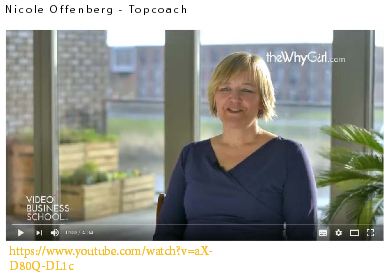 Nicole Offenberg - Topcoach
theWhyGirl.com
VIDEO
BUSINESS
SCHOOL
https://www.youtube.com/watch?v=aX-
D80Q-DL1c